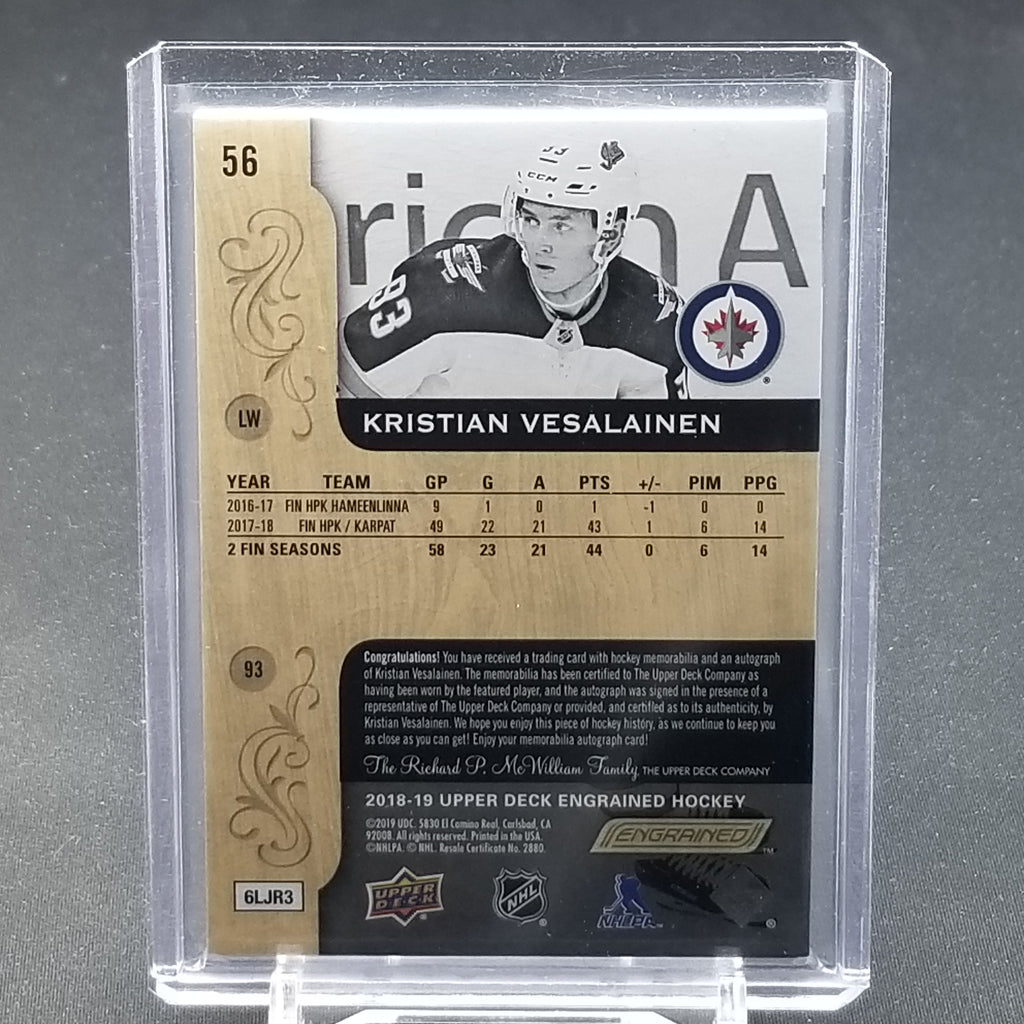 56
CCM
93
LW
KRISTIAN VESALAINEN
YEAR TEAM GP G A PTS +/- PIM PPG
2016-17 FIN HPK HAMEENLINNA 9 1 0 1 -1 0 0
2017-18 FIN HPK / KARPAT 49 22 21 43 1 6 14
2 FIN SEASONS 58 23 21 44 0 6 14
93
Congratulations! You have received a trading card with hockey memorabilia and an autograph
of Kristian Vesalainen. The memorabilia has been certified to The Upper Deck Company as
having been worn by the featured player, and the autograph was signed in the presence of a
representative of The Upper Deck Company or provided, and certified as to its authenticity, by
Kristian Vesalainen. We hope you enjoy this piece of hockey history, as we continue to keep you
as close as you can get! Enjoy your memorabilia autograph card!
The Richard P. McWilliam Family, THE UPPER DECK COMPANY
2018-19 UPPER DECK ENGRAINED HOCKEY
©2019 UDC. 5830 El Camino Real, Carlsbad, CA
92008. All rights reserved. Printed in the USA.
©NHLPA. © NHL. Resale Certificate No. 2880.
ENGRAINED™
6LJR3
UPPER DECK
NHL
NHLPA